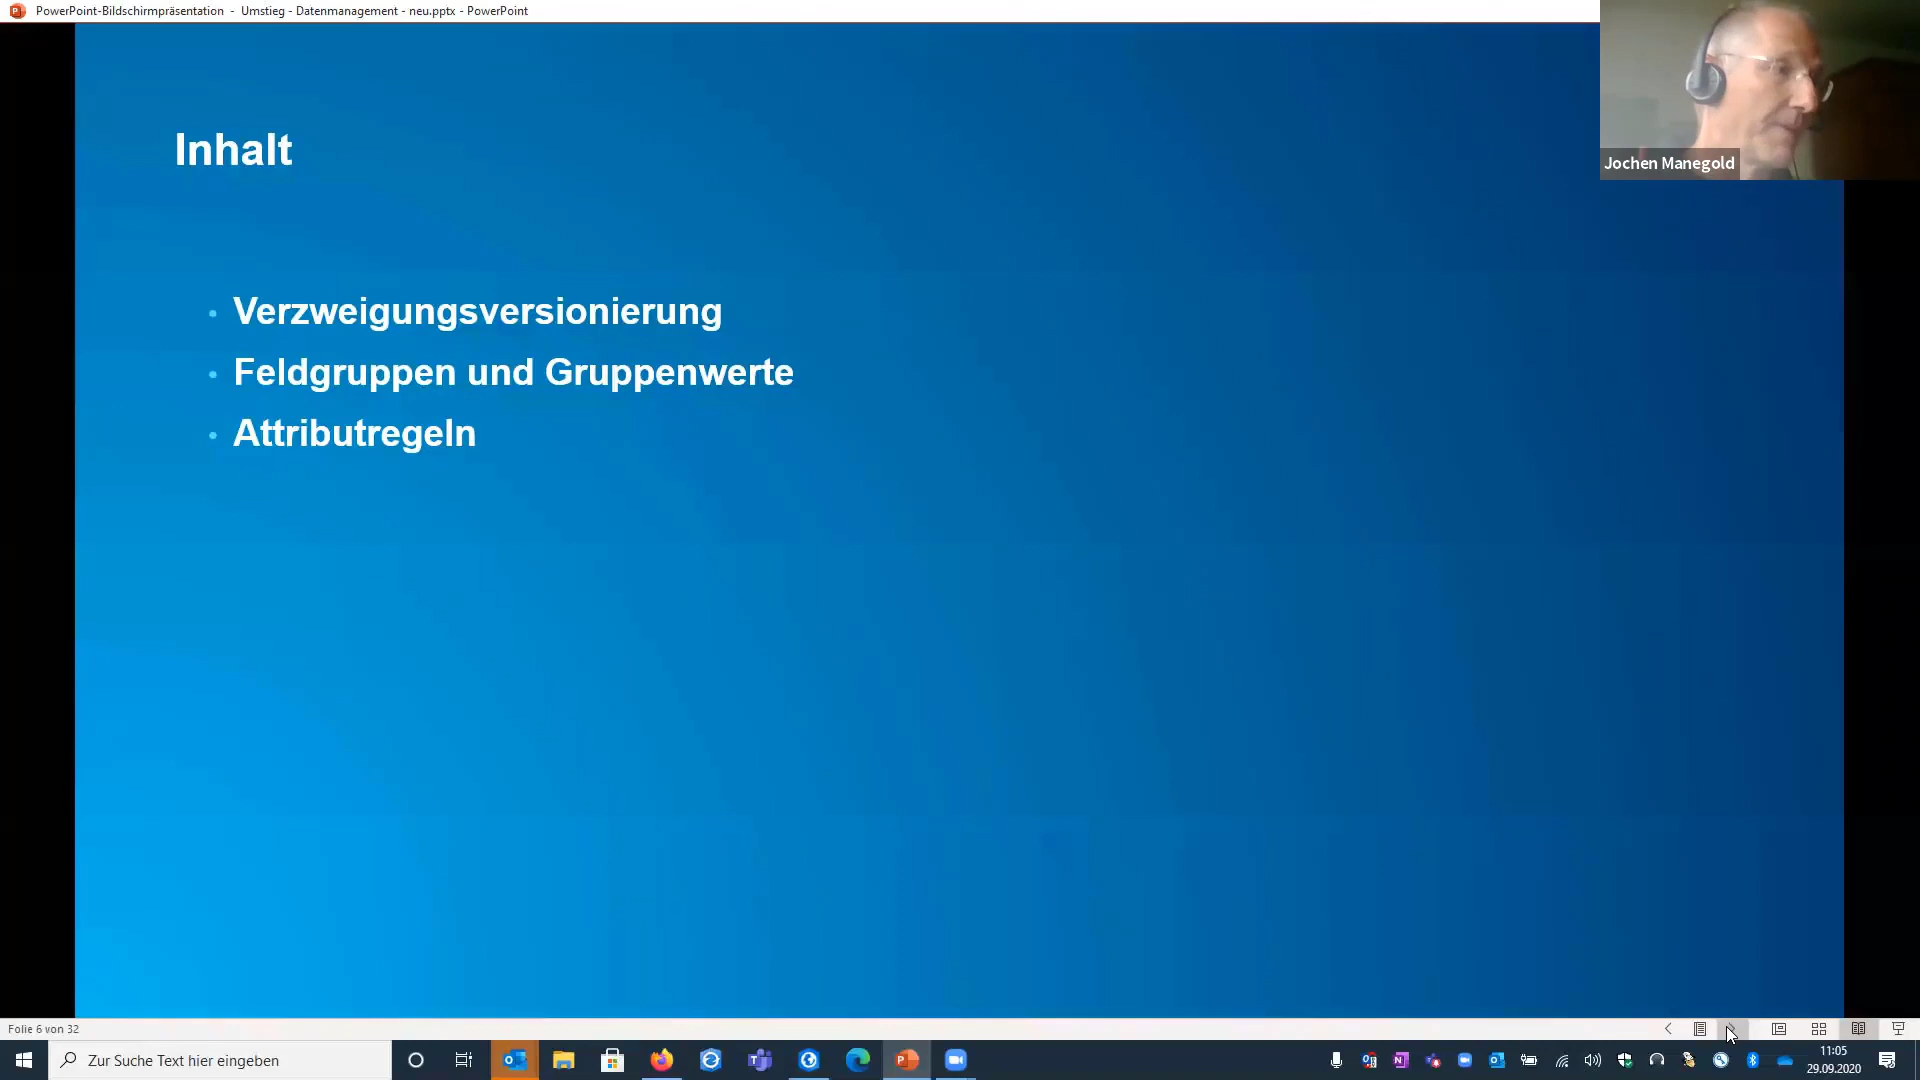 PowerPoint-Bildschirmpräsentation - Umstieg - Datenmanagement - neu.pptx - PowerPoint
Jochen Manegold
Inhalt
• Verzweigungsversionierung
• Feldgruppen und Gruppenwerte
• Attributregeln
Folie 6 von 32
Zur Suche Text hier eingeben
11:05
29.09.2020